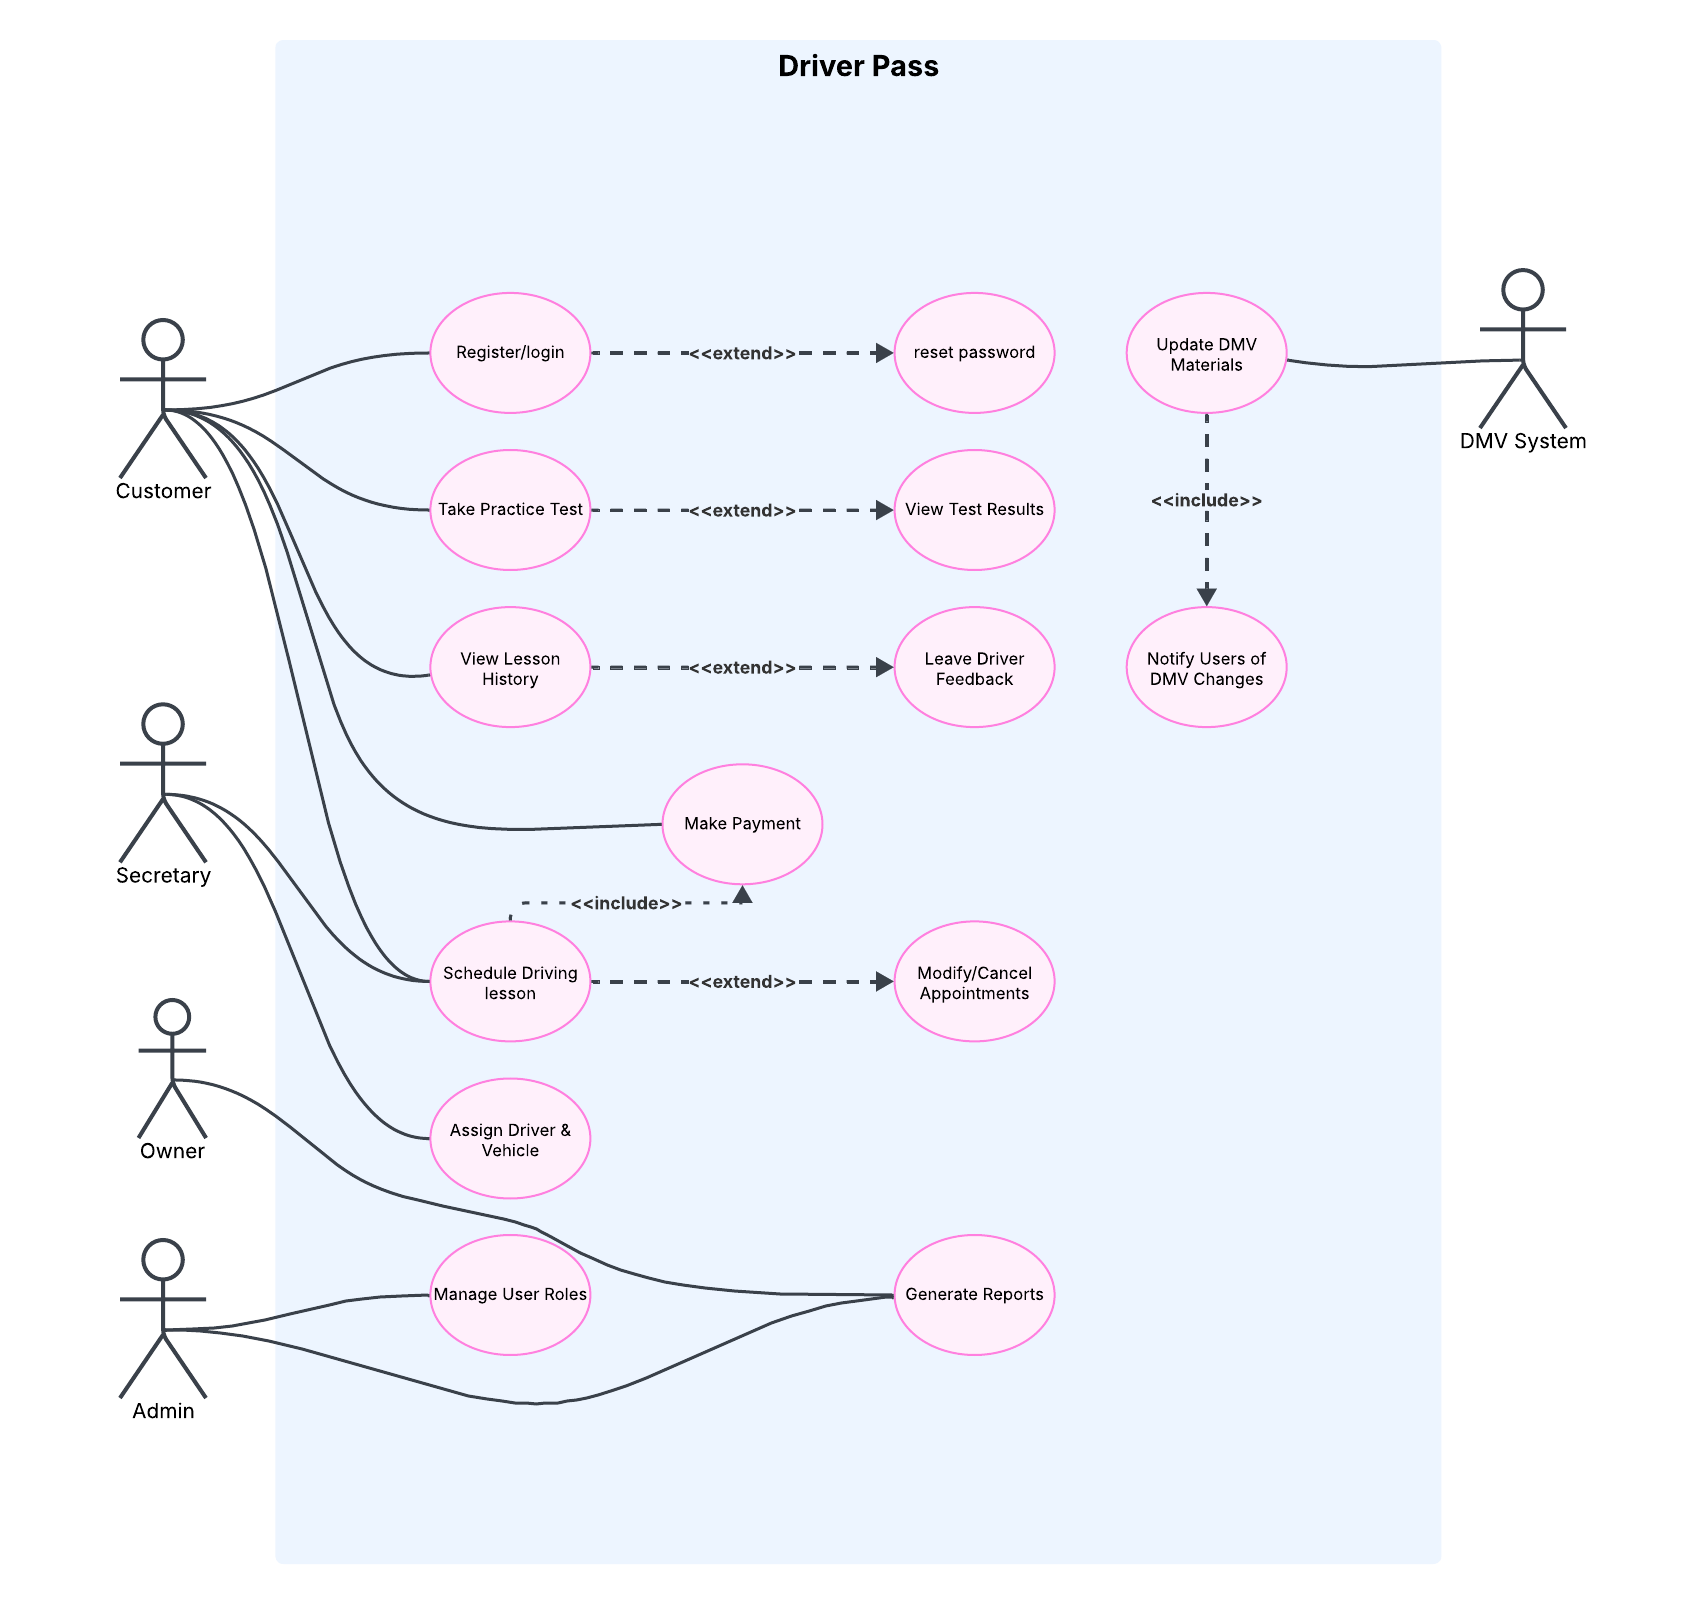 Driver Pass
Register/login
<<extend>>
reset password
Update DMV
Materials
DMV System
Customer
Take Practice Test
<<extend>>
View Test Results
<<include>>
View Lesson
History
<<extend>>
Leave Driver
Feedback
Notify Users of
DMV Changes
Make Payment
Secretary
<<include>>
Schedule Driving
lesson
<<extend>>
Modify/Cancel
Appointments
Assign Driver &
Vehicle
Owner
Manage User Roles
Generate Reports
Admin